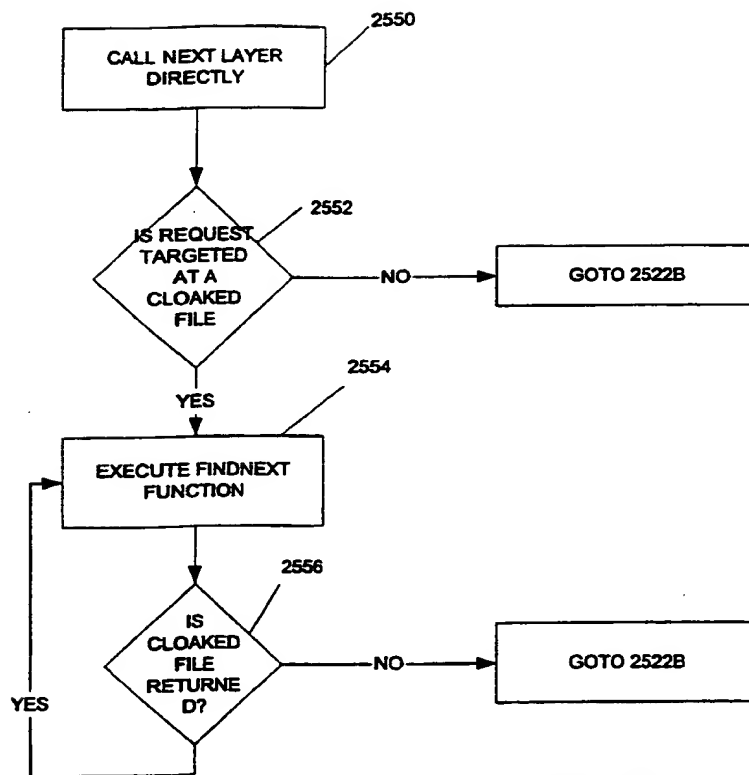 2550
CALL NEXT LAYER
DIRECTLY
2552
IS REQUEST
TARGETED
AT A
CLOAKED
FILE
NO
GOTO 2522B
YES
2554
EXECUTE FINDNEXT
FUNCTION
2556
IS
CLOAKED
FILE
RETURNE
D?
NO
GOTO 2522B
YES